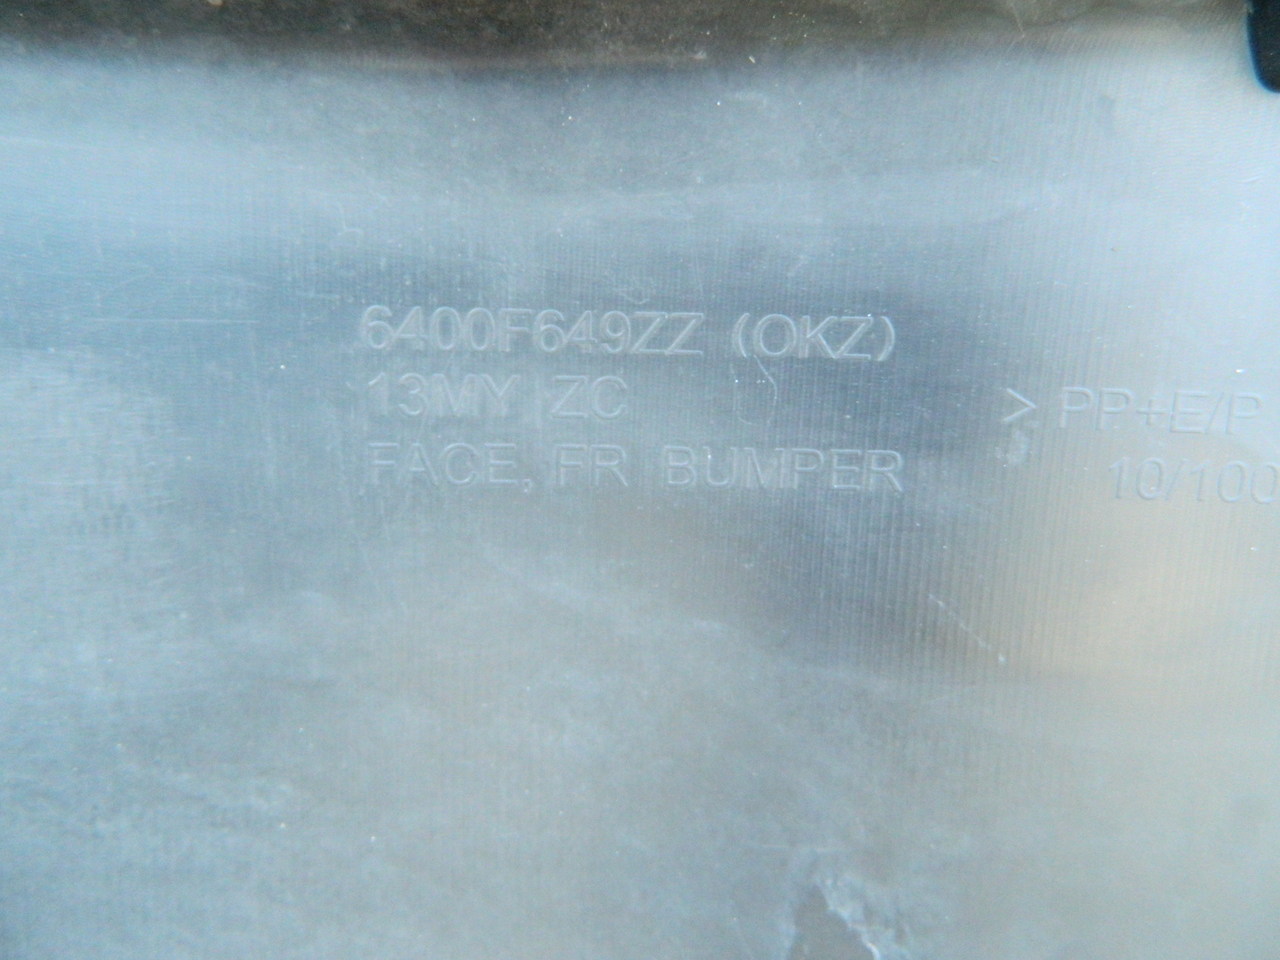 6400F649ZZ (OKZ)
13MY ZC
FACE, FR BUMPER
> PP+E/P
10/100